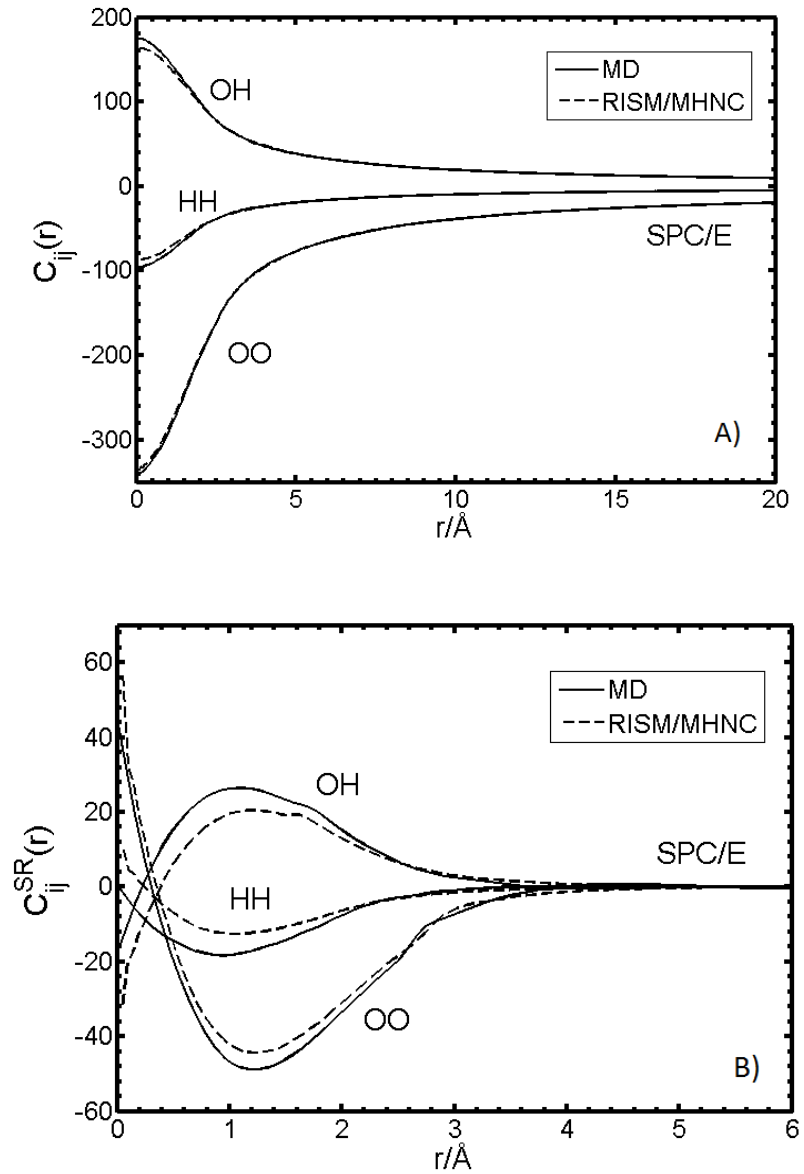 200
100
0
-100
-200
-300
C_ij(r)
OH
HH
OO
MD
RISM/MHNC
SPC/E
A)
0 5 10 15 20
r/Å
60
40
20
0
-20
-40
-60
C_ij^SR(r)
MD
RISM/MHNC
OH
HH
OO
SPC/E
B)
0 1 2 3 4 5 6
r/Å